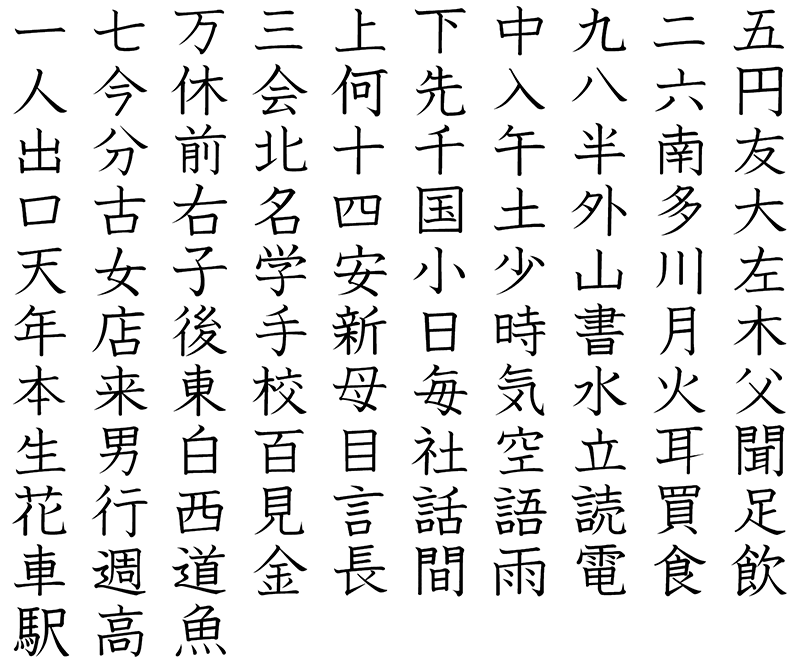 一 七 万 三 上 下 中 九 二 五
人 今 休 会 何 先 入 八 六 円
出 分 前 北 十 千 午 半 南 友
口 古 右 名 四 国 土 外 多 大
天 女 子 学 安 小 少 山 川 左
年 店 後 手 新 日 時 書 月 木
本 来 東 校 母 毎 気 水 火 父
生 男 白 百 目 社 空 立 耳 聞
花 行 西 見 言 話 語 読 買 足
車 週 道 金 長 間 雨 電 食 飲
駅 高 魚